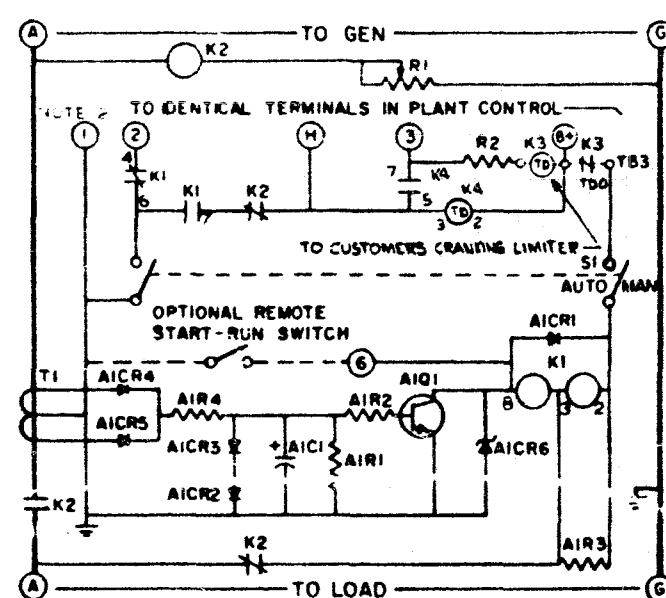 A TO GEN G
K2
R1
NOTE 2 TO IDENTICAL TERMINALS IN PLANT CONTROL
1 2 H 3 R2 K3 B+ K3
4 K1 7 K4 TD TDO TB3
6 K1 K2 5 K4
7 3 TD 2
TO CUSTOMERS CRANKING LIMITER S1
AUTO MAN
OPTIONAL REMOTE
START-RUN SWITCH
A1CR1
6 K1
T1 A1CR4 A1Q1
A1R4 A1R2 8 3 2
A1CR5
A1CR3 + A1C1 A1R1 A1CR6
A1CR2
K2
K2 A1R3
A TO LOAD G